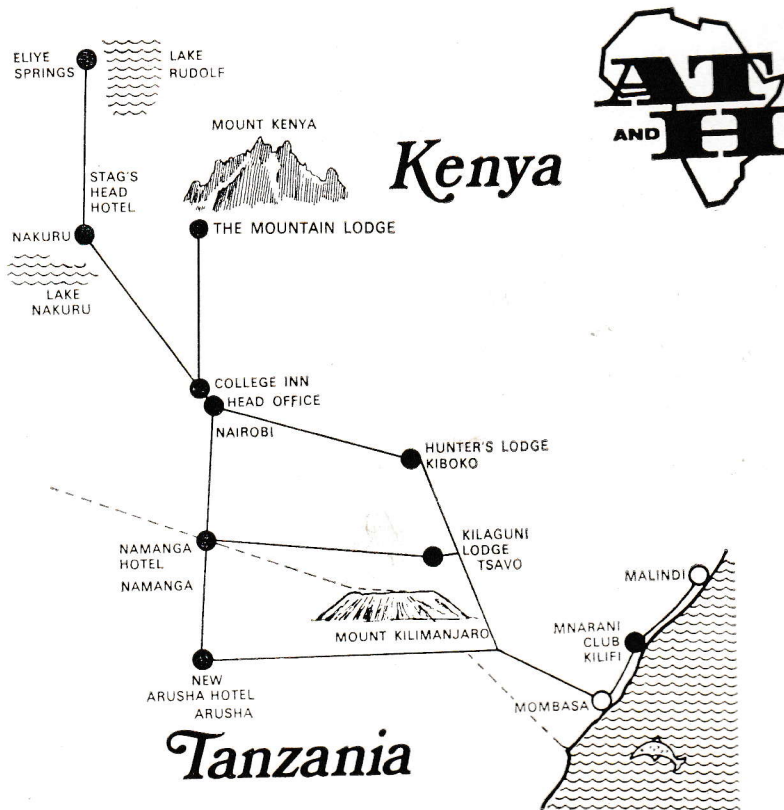 ELIYE
SPRINGS
LAKE
RUDOLF
AT
AND H
MOUNT KENYA
Kenya
STAG'S
HEAD
HOTEL
NAKURU
THE MOUNTAIN LODGE
LAKE
NAKURU
COLLEGE INN
HEAD OFFICE
NAIROBI
HUNTER'S LODGE
KIBOKO
NAMANGA
HOTEL
NAMANGA
KILAGUNI
LODGE
TSAVO
MALINDI
MOUNT KILIMANJARO
MNARANI
CLUB
KILIFI
NEW
ARUSHA HOTEL
ARUSHA
MOMBASA
Tanzania